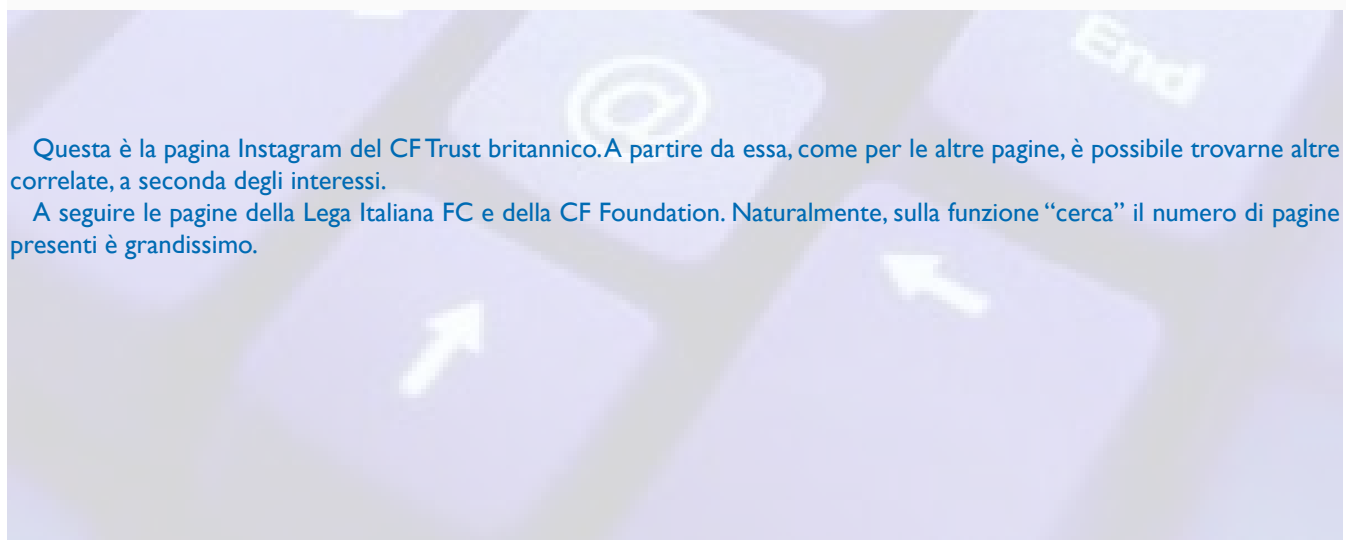 @
End
Questa è la pagina Instagram del CF Trust britannico. A partire da essa, come per le altre pagine, è possibile trovarne altre
correlate, a seconda degli interessi.
A seguire le pagine della Lega Italiana FC e della CF Foundation. Naturalmente, sulla funzione “cerca” il numero di pagine
presenti è grandissimo.